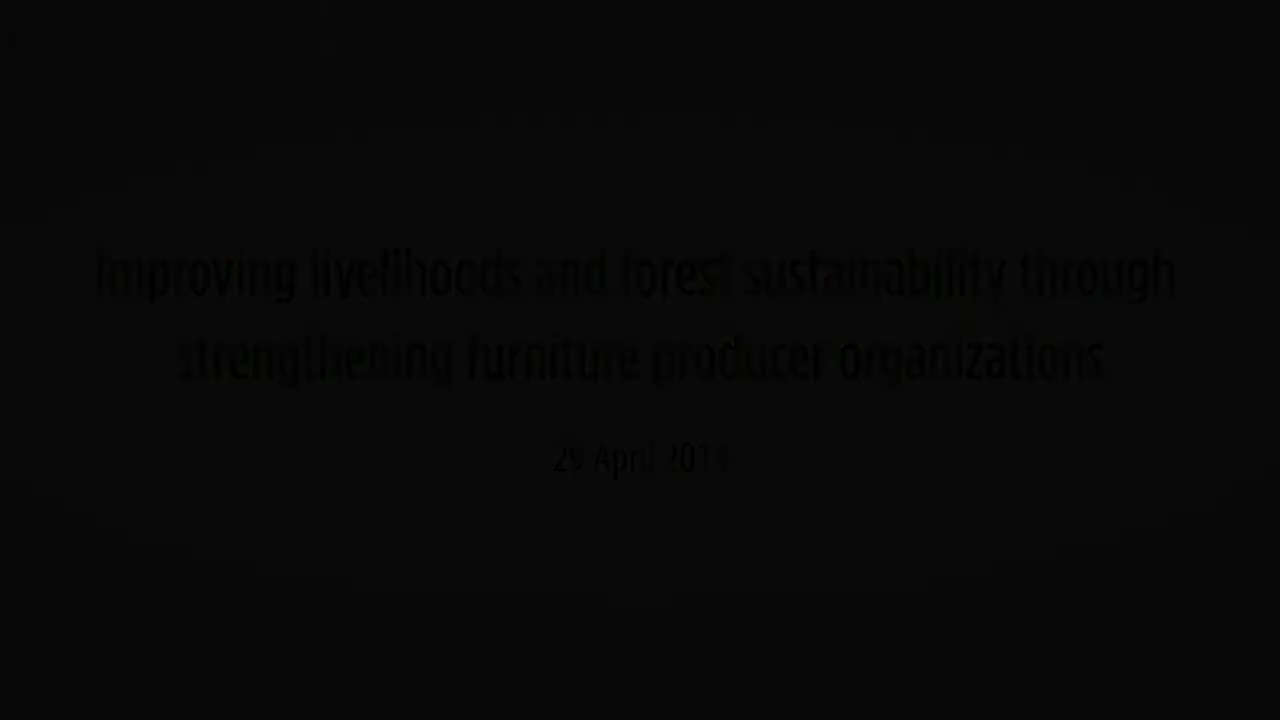 Improving livelihoods and forest sustainability through
strengthening furniture producer organizations
29 April 2014